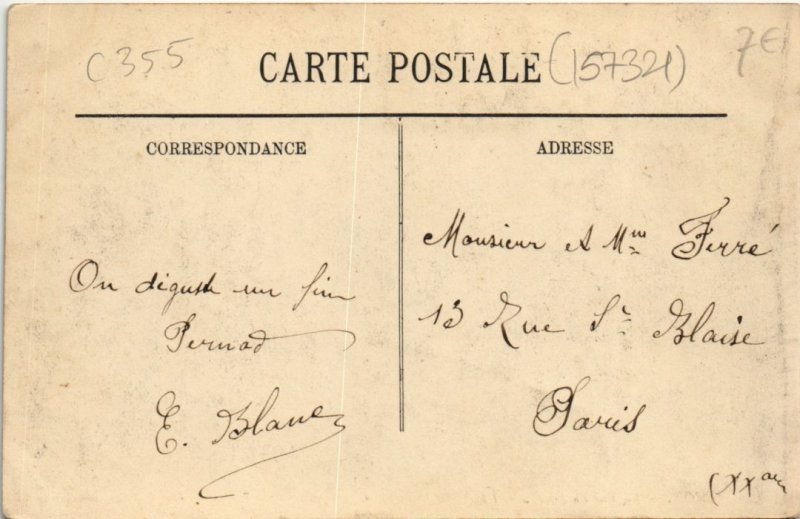 C355
CARTE POSTALE (157321)
7€
CORRESPONDANCE
On déguste un fin
Pernod
E. Blanc
ADRESSE
Monsieur et Mme Ferré
13 Rue St Blaise
Paris
(XXe